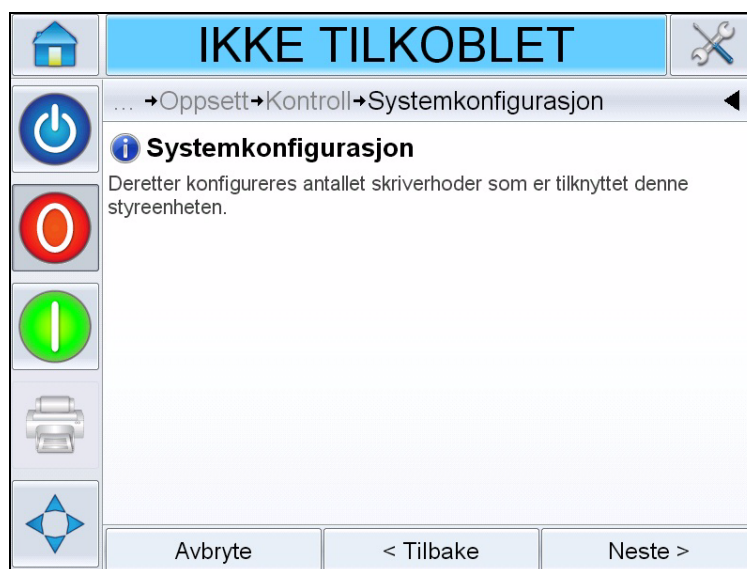 IKKE TILKOBLET
... →Oppsett→Kontroll→Systemkonfigurasjon
Systemkonfigurasjon
Deretter konfigureres antallet skriverhoder som er tilknyttet denne
styreenheten.
Avbryte
< Tilbake
Neste >